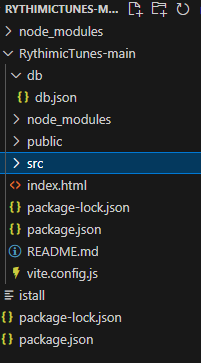 RYTHIMICTUNES-M...
node_modules
RythimicTunes-main
db
{} db.json
node_modules
public
src
<> index.html
{} package-lock.json
{} package.json
README.md
vite.config.js
istall
{} package-lock.json
{} package.json